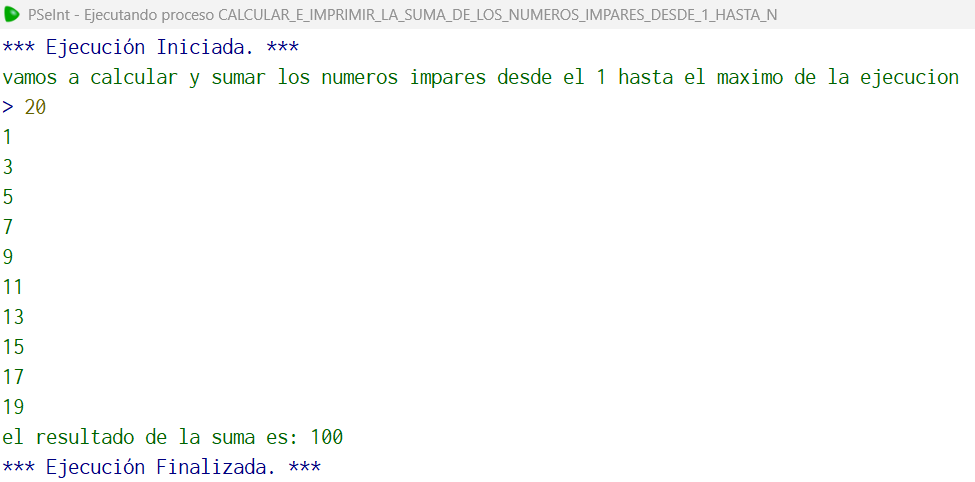 PSeInt - Ejecutando proceso CALCULAR_E_IMPRIMIR_LA_SUMA_DE_LOS_NUMEROS_IMPARES_DESDE_1_HASTA_N
*** Ejecución Iniciada. ***
vamos a calcular y sumar los numeros impares desde el 1 hasta el maximo de la ejecucion
> 20
1
3
5
7
9
11
13
15
17
19
el resultado de la suma es: 100
*** Ejecución Finalizada. ***